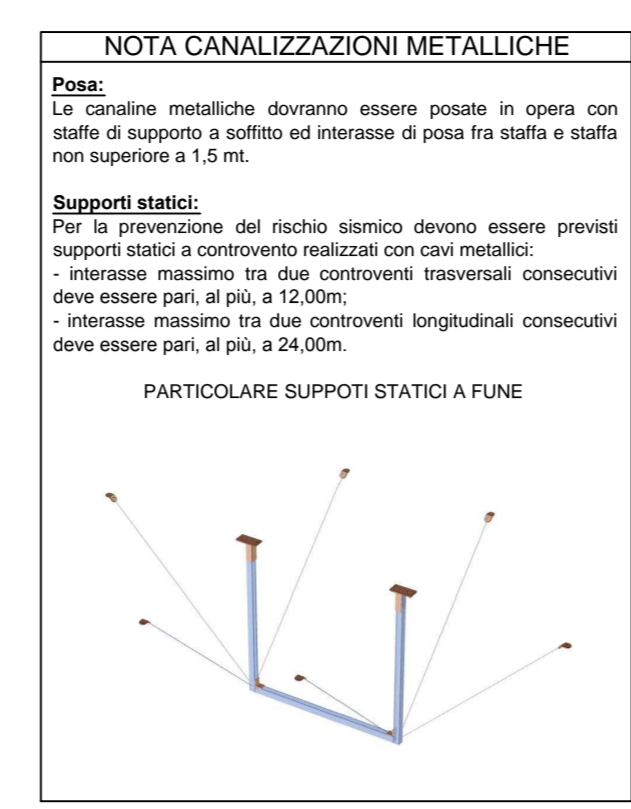 NOTA CANALIZZAZIONI METALLICHE
Posa:
Le canaline metalliche dovranno essere posate in opera con
staffe di supporto a soffitto ed interasse di posa fra staffa e staffa
non superiore a 1,5 mt.
Supporti statici:
Per la prevenzione del rischio sismico devono essere previsti
supporti statici a controvento realizzati con cavi metallici:
- interasse massimo tra due controventi trasversali consecutivi
deve essere pari, al più, a 12,00m;
- interasse massimo tra due controventi longitudinali consecutivi
deve essere pari, al più, a 24,00m.
PARTICOLARE SUPPOTI STATICI A FUNE